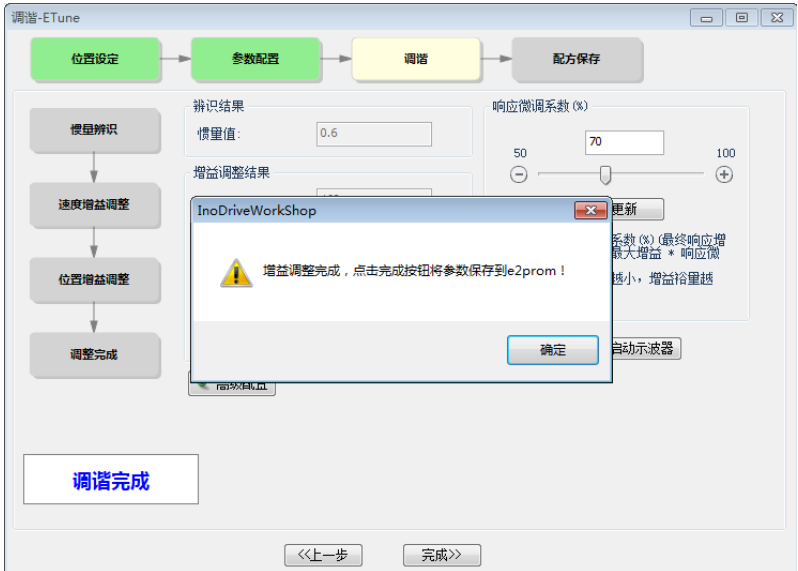 调谐-ETune
位置设定
参数配置
调谐
配方保存
惯量辨识
速度增益调整
位置增益调整
调整完成
辨识结果
惯量值:
0.6
增益调整结果
响应微调系数(%)
70
50
100
更新
系数(%)(最终响应增
最大增益 * 响应微
越小，增益裕量越
启动示波器
InoDriveWorkShop
增益调整完成，点击完成按钮将参数保存到e2prom！
确定
高级配置
调谐完成
<<上一步
完成>>